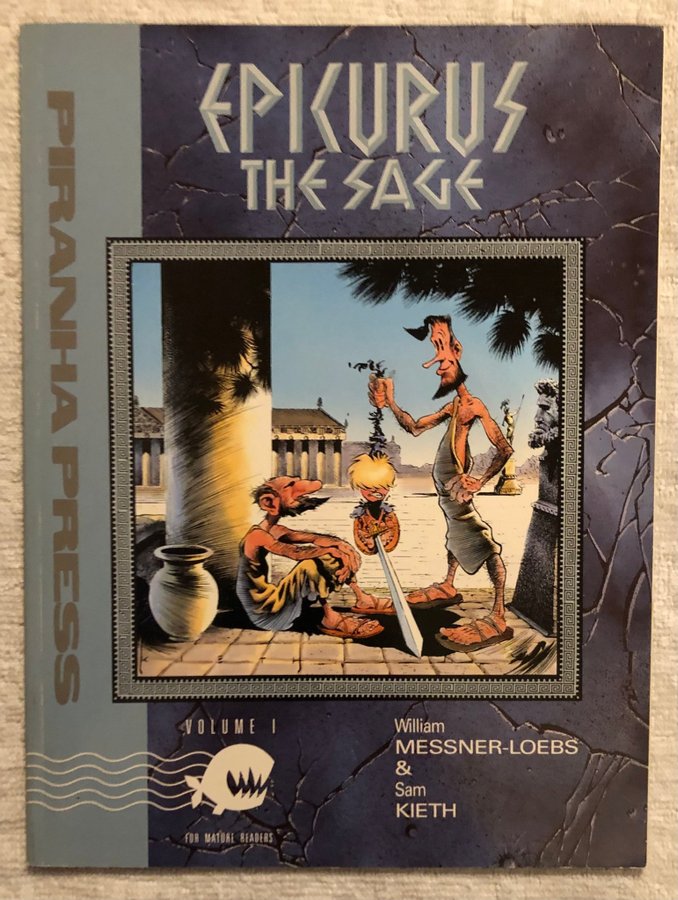 EPICURUS
THE SAGE
PIRANHA PRESS
VOLUME I
FOR MATURE READERS
William
MESSNER-LOEBS
&
Sam
KIETH